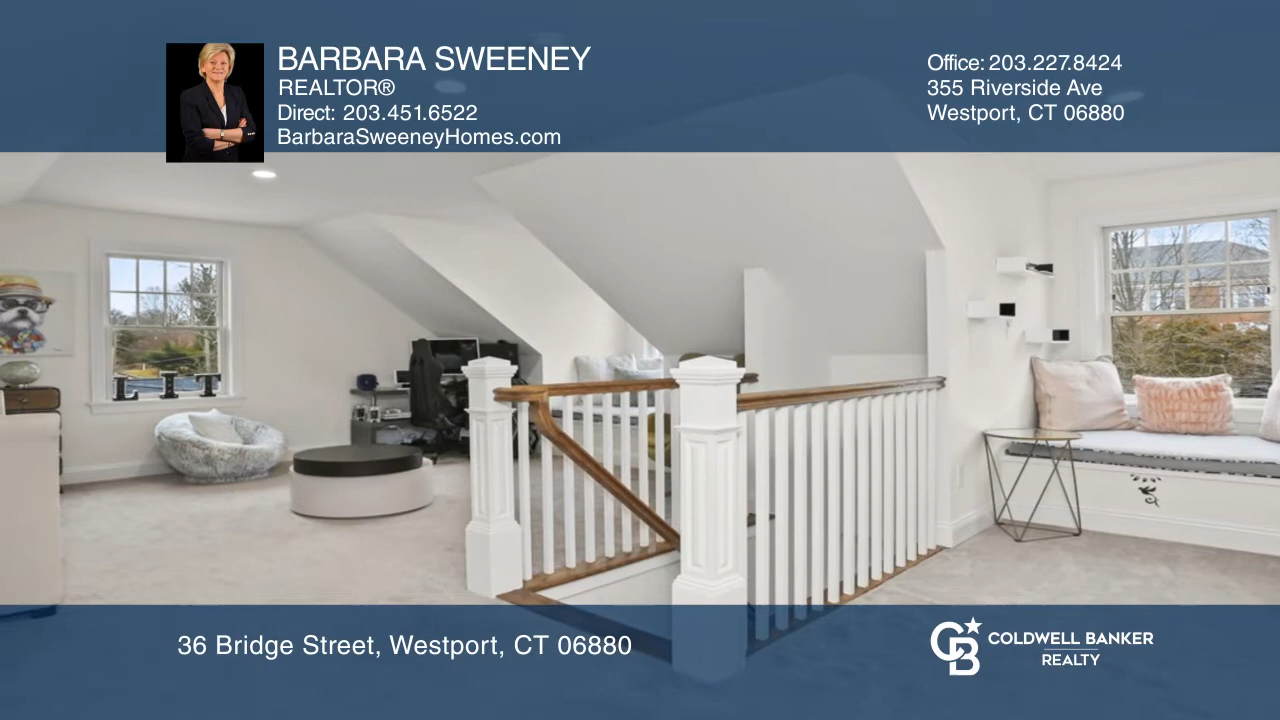 BARBARA SWEENEY
REALTOR®
Direct: 203.451.6522
BarbaraSweeneyHomes.com
Office: 203.227.8424
355 Riverside Ave
Westport, CT 06880
36 Bridge Street, Westport, CT 06880
CB
COLDWELL BANKER
REALTY